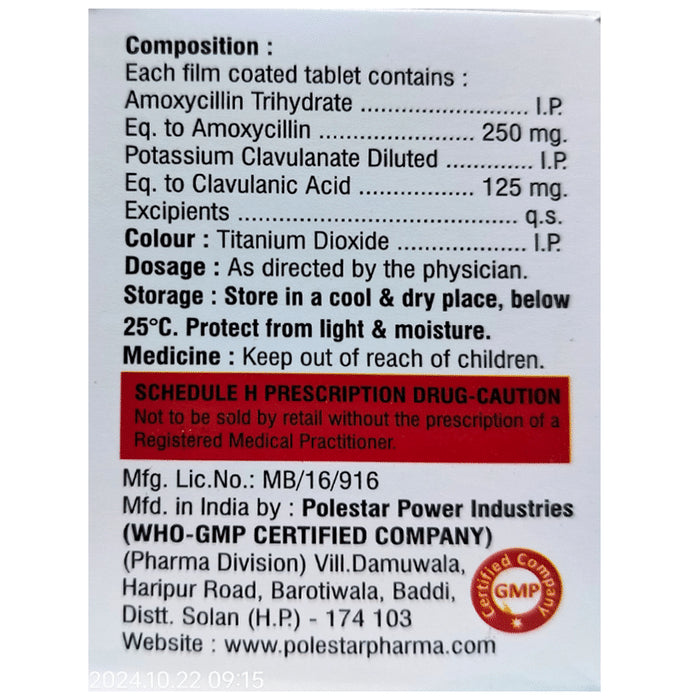 Composition :
Each film coated tablet contains :
Amoxycillin Trihydrate ............................ I.P.
Eq. to Amoxycillin .......................... 250 mg.
Potassium Clavulanate Diluted .............. I.P.
Eq. to Clavulanic Acid ................... 125 mg.
Excipients .............................................. q.s.
Colour : Titanium Dioxide ..................... I.P.
Dosage : As directed by the physician.
Storage : Store in a cool & dry place, below
25°C. Protect from light & moisture.
Medicine : Keep out of reach of children.
SCHEDULE H PRESCRIPTION DRUG-CAUTION
Not to be sold by retail without the prescription of a
Registered Medical Practitioner.
Mfg. Lic.No.: MB/16/916
Mfd. in India by : Polestar Power Industries
(WHO-GMP CERTIFIED COMPANY)
(Pharma Division) Vill.Damuwala,
Haripur Road, Barotiwala, Baddi,
Distt. Solan (H.P.) - 174 103
Website : www.polestarpharma.com
Certified Company
GMP
2024.10.22 09:15